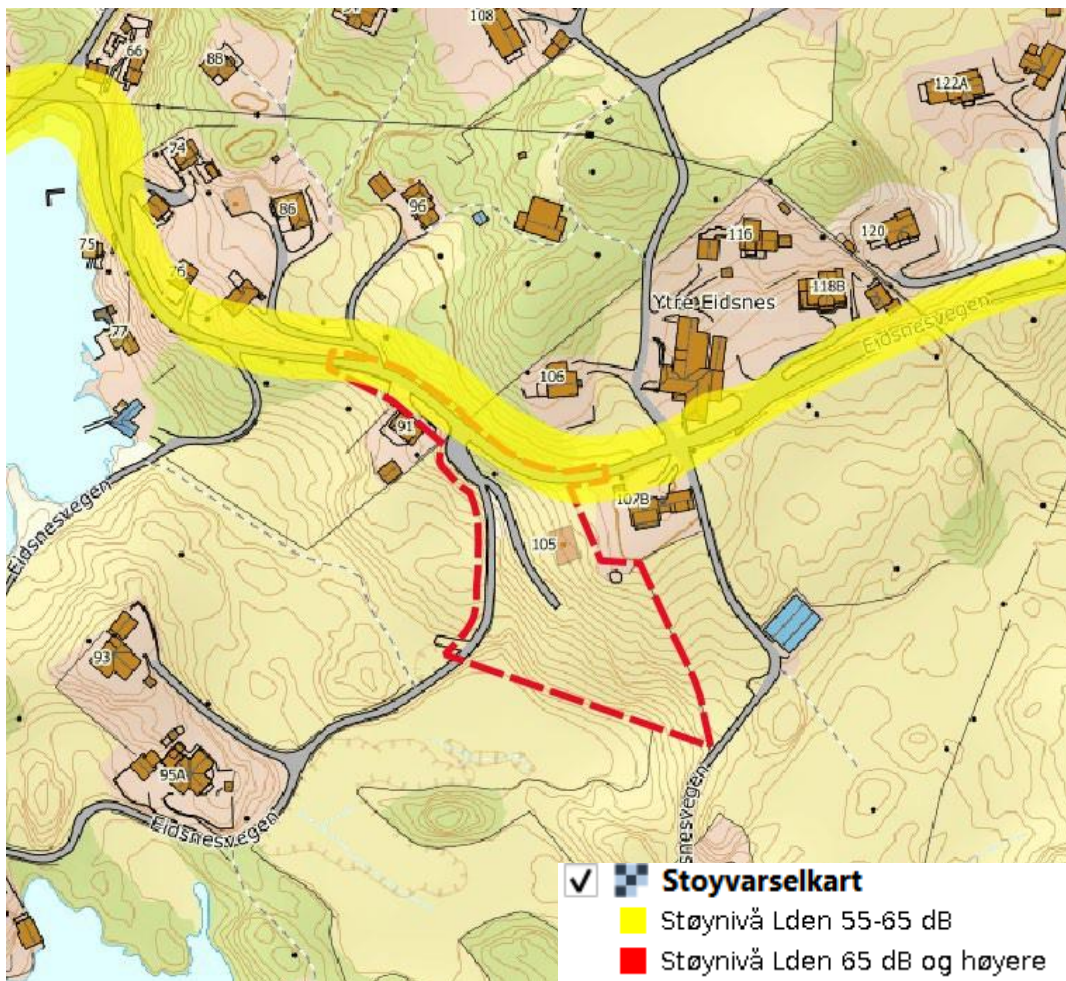 108
66
8B
122A
74
86
96
116
120
75
76
118B
Ytre Eidsnes
77
Eidsnesvegen
106
91
107B
Eidsnesvegen
105
93
95A
Eidsnesvegen
snesvegen
Stoyvarselkart
Støynivå Lden 55-65 dB
Støynivå Lden 65 dB og høyere